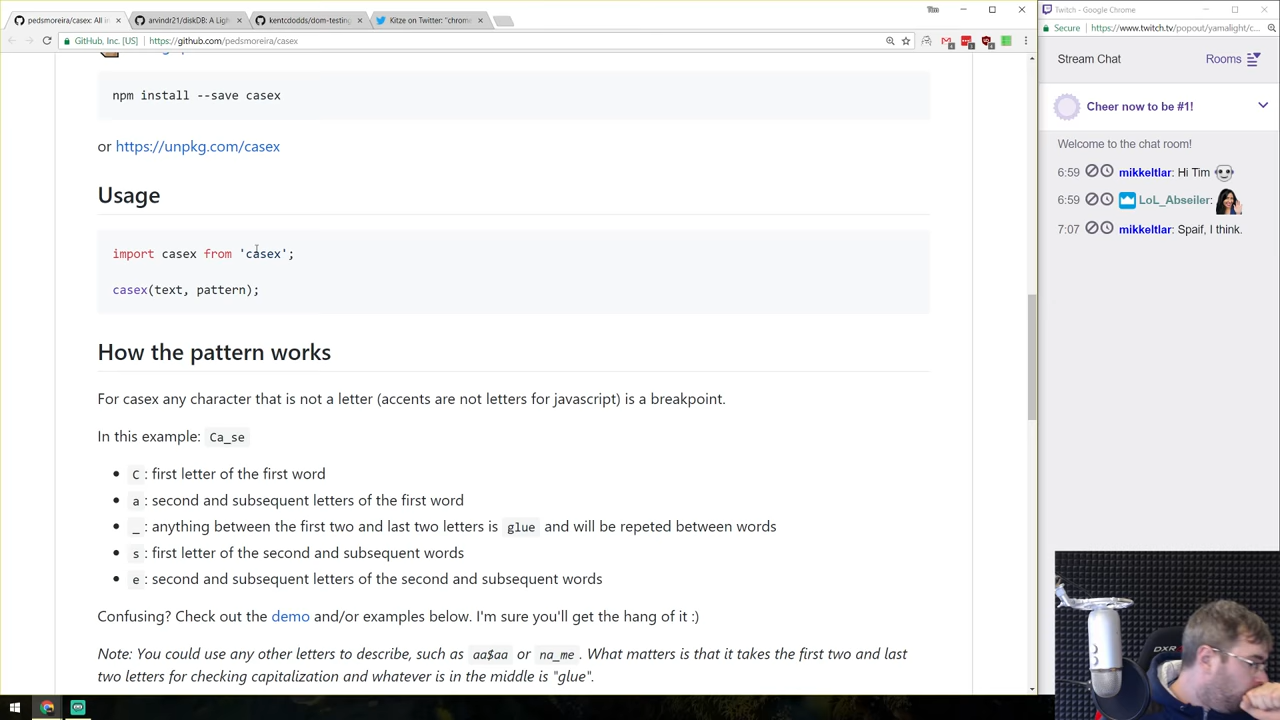 pedsmoreira/casex: All in
arvindr21/diskDB: A Ligh
kentcdodds/dom-testing
Kitze on Twitter: "chrome
Tim
GitHub, Inc. [US]
https://github.com/pedsmoreira/casex
npm install --save casex
or https://unpkg.com/casex
Usage
import casex from 'casex';
casex(text, pattern);
How the pattern works
For casex any character that is not a letter (accents are not letters for javascript) is a breakpoint.
In this example: Ca_se
C : first letter of the first word
a : second and subsequent letters of the first word
_ : anything between the first two and last two letters is glue and will be repeted between words
s : first letter of the second and subsequent words
e : second and subsequent letters of the second and subsequent words
Confusing? Check out the demo and/or examples below. I'm sure you'll get the hang of it :)
Note: You could use any other letters to describe, such as aa$aa or na_me. What matters is that it takes the first two and last
two letters for checking capitalization and whatever is in the middle is "glue".
Twitch - Google Chrome
Secure
https://www.twitch.tv/popout/yamalight/c...
Stream Chat
Rooms
Cheer now to be #1!
Welcome to the chat room!
6:59 mikkeltlar: Hi Tim
6:59 LoL_Abseiler:
7:07 mikkeltlar: Spaif, I think.
DXR